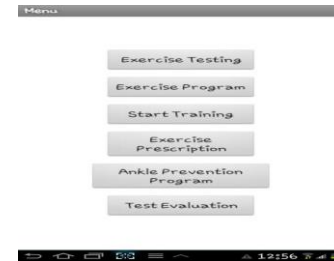 Menu
Exercise Testing
Exercise Program
Start Training
Exercise
Prescription
Ankle Prevention
Program
Test Evaluation
12:56